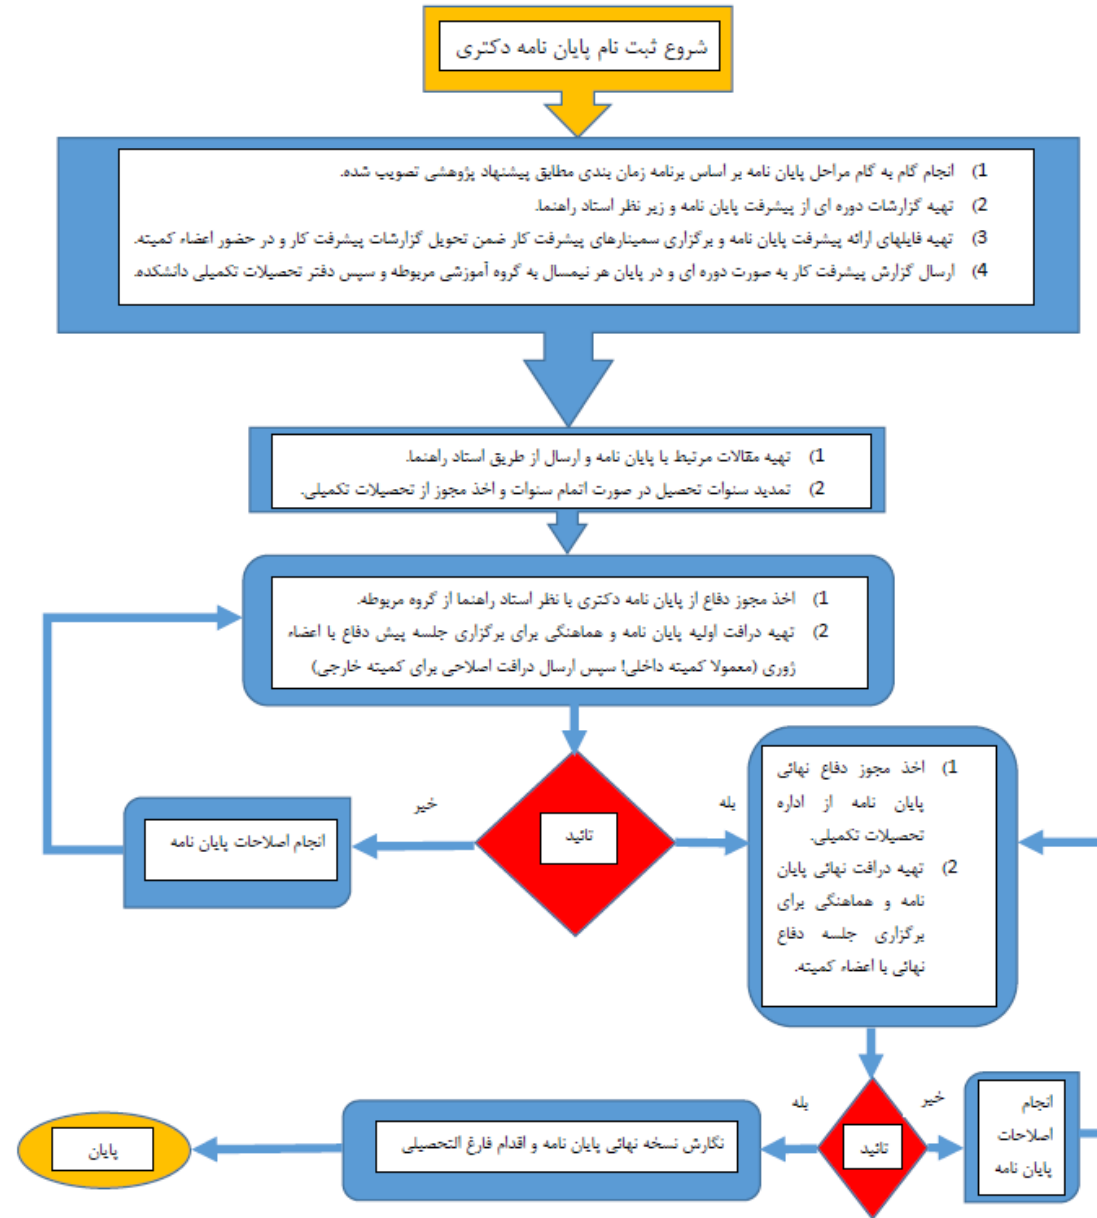 شروع ثبت نام پایان نامه دکتری
1) انجام گام به گام مراحل پایان نامه بر اساس برنامه زمان بندی مطابق پیشنهاد پژوهشی تصویب شده.
2) تهیه گزارشات دوره ای از پیشرفت پایان نامه و زیر نظر استاد راهنما.
3) تهیه فایلهای ارائه پیشرفت پایان نامه و برگزاری سمینارهای پیشرفت کار ضمن تحویل گزارشات پیشرفت کار و در حضور اعضاء کمیته.
4) ارسال گزارش پیشرفت کار به صورت دوره ای و در پایان هر نیمسال به گروه آموزشی مربوطه و سپس دفتر تحصیلات تکمیلی دانشکده.
1) تهیه مقالات مرتبط با پایان نامه و ارسال از طریق استاد راهنما.
2) تمدید سنوات تحصیل در صورت اتمام سنوات و اخذ مجوز از تحصیلات تکمیلی.
1) اخذ مجوز دفاع از پایان نامه دکتری با نظر استاد راهنما از گروه مربوطه.
2) تهیه درافت اولیه پایان نامه و هماهنگی برای برگزاری جلسه پیش دفاع با اعضاء
ژوری (معمولا کمیته داخلی! سپس ارسال درافت اصلاحی برای کمیته خارجی)
تائید
خیر
بله
انجام اصلاحات پایان نامه
1) اخذ مجوز دفاع نهائی
پایان نامه از اداره
تحصیلات تکمیلی.
2) تهیه درافت نهائی پایان
نامه و هماهنگی برای
برگزاری جلسه دفاع
نهائی با اعضاء کمیته.
تائید
خیر
بله
انجام
اصلاحات
پایان نامه
نگارش نسخه نهائی پایان نامه و اقدام فارغ التحصیلی
پایان